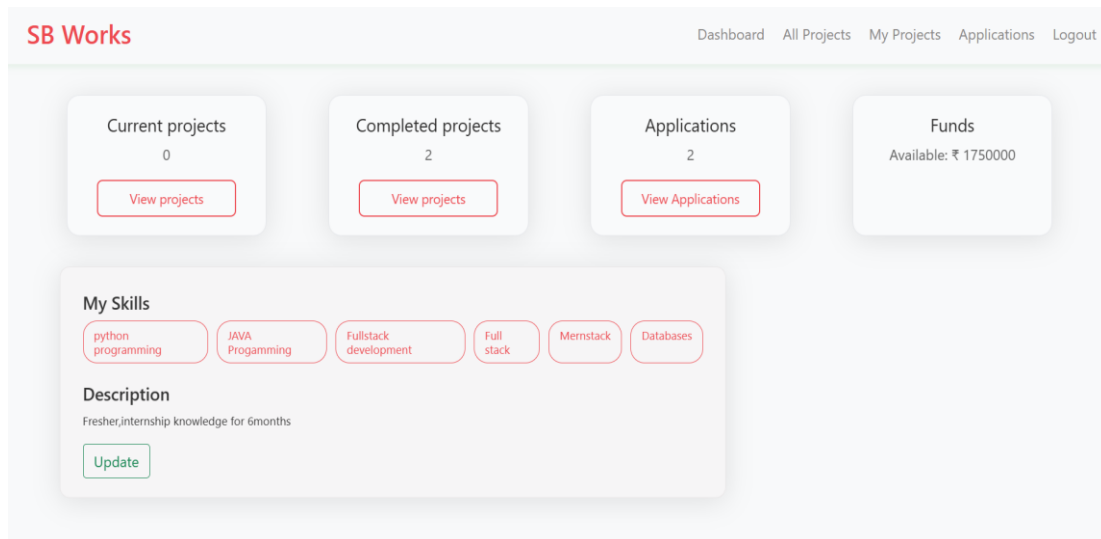 SB Works
Dashboard All Projects My Projects Applications Logout
Current projects
0
View projects
Completed projects
2
View projects
Applications
2
View Applications
Funds
Available: ₹ 1750000
My Skills
python
programming
JAVA
Progamming
Fullstack
development
Full
stack
Mernstack
Databases
Description
Fresher,internship knowledge for 6months
Update